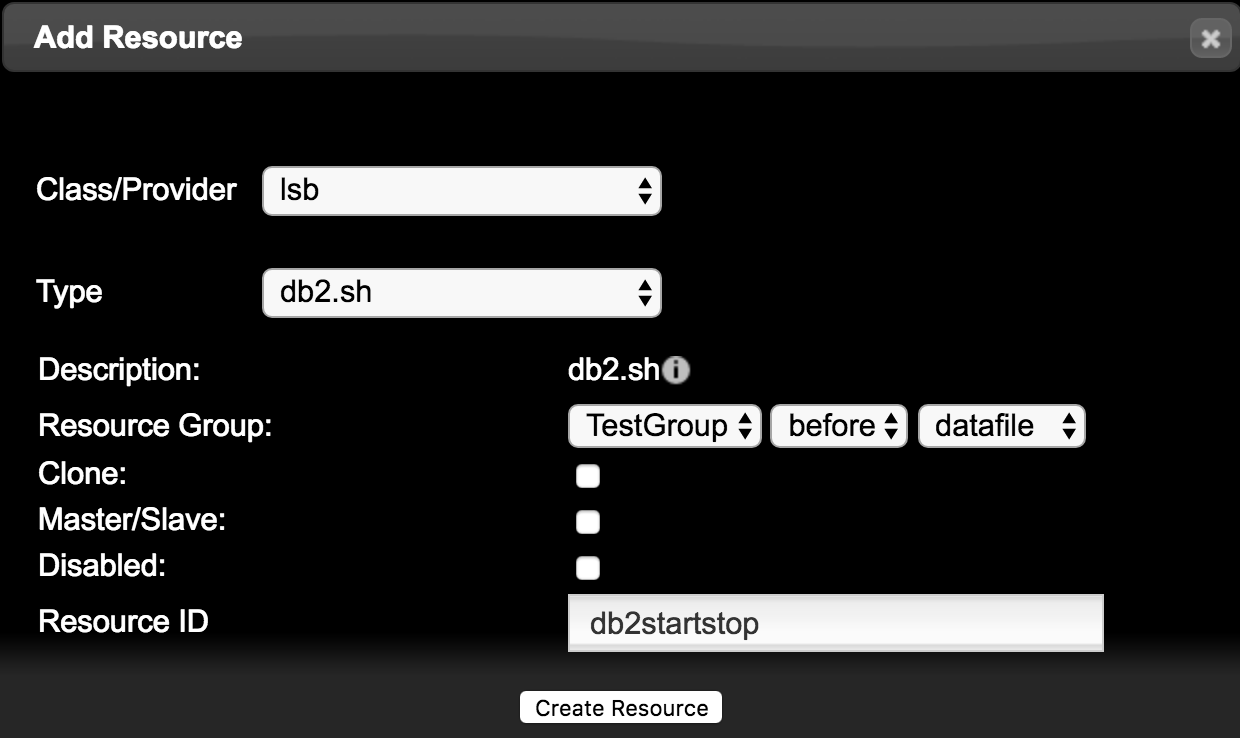 Add Resource
Class/Provider lsb
Type db2.sh
Description: db2.sh
Resource Group: TestGroup before datafile
Clone:
Master/Slave:
Disabled:
Resource ID db2startstop
Create Resource